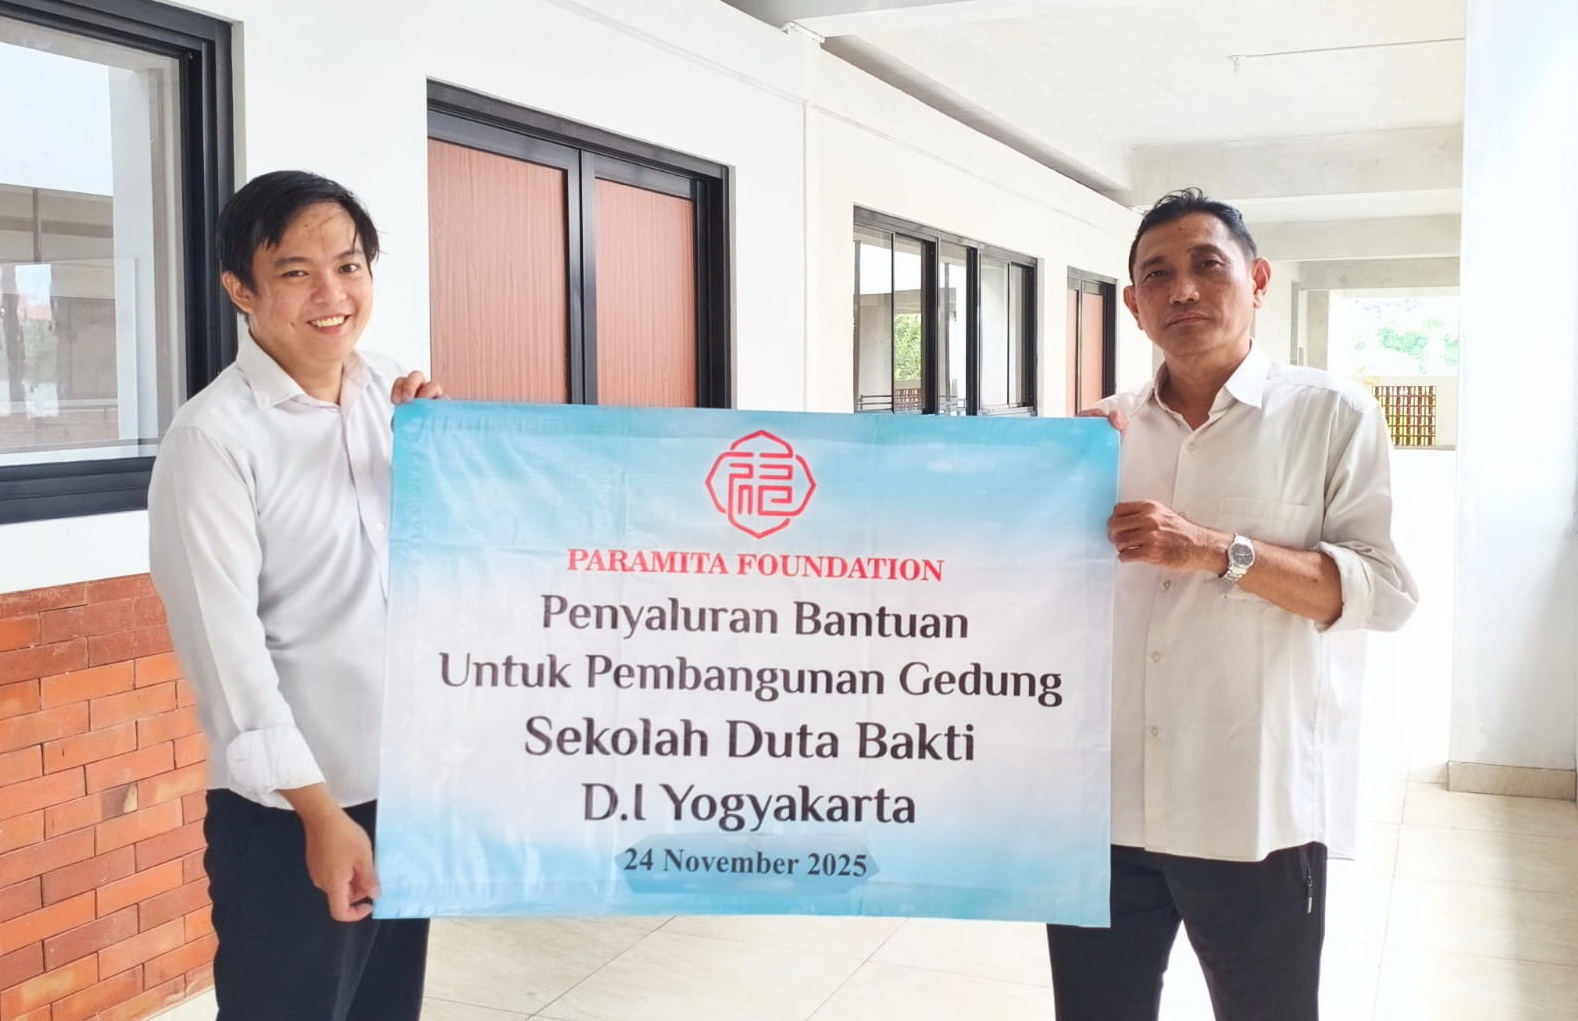 PARAMITA FOUNDATION
Penyaluran Bantuan
Untuk Pembangunan Gedung
Sekolah Duta Bakti
D.I Yogyakarta
24 November 2025